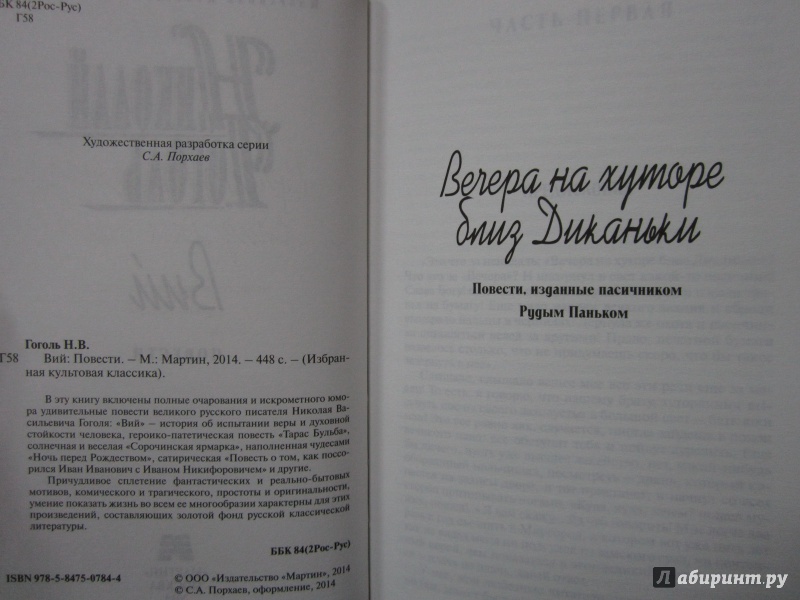 БК 84(2Рос-Рус)
Г58
Художественная разработка серии
С.А. Порхаев
Николай
Гоголь
Вий
Гоголь Н.В.
Г58 Вий: Повести. – М.: Мартин, 2014. – 448 с. – (Избран-
ная культовая классика).
В эту книгу включены полные очарования и искрометного юмо-
ра удивительные повести великого русского писателя Николая Ва-
сильевича Гоголя: «Вий» – история об испытании веры и духовной
стойкости человека, героико-патетическая повесть «Тарас Бульба»,
солнечная и веселая «Сорочинская ярмарка», наполненная чудесами
«Ночь перед Рождеством», сатирическая «Повесть о том, как поссо-
рился Иван Иванович с Иваном Никифоровичем» и другие.
Причудливое сплетение фантастических и реально-бытовых
мотивов, комического и трагического, простоты и оригинальности,
умение показать жизнь во всем ее многообразии характерны для этих
произведений, составляющих золотой фонд русской классической
литературы.
ББК 84(2Рос-Рус)
ISBN 978-5-8475-0784-4
© ООО «Издательство «Мартин», 2014
© С.А. Порхаев, оформление, 2014
ЧАСТЬ ПЕРВАЯ
Вечера на хуторе
близ Диканьки
Повести, изданные пасичником
Рудым Паньком
Лабиринт.ру